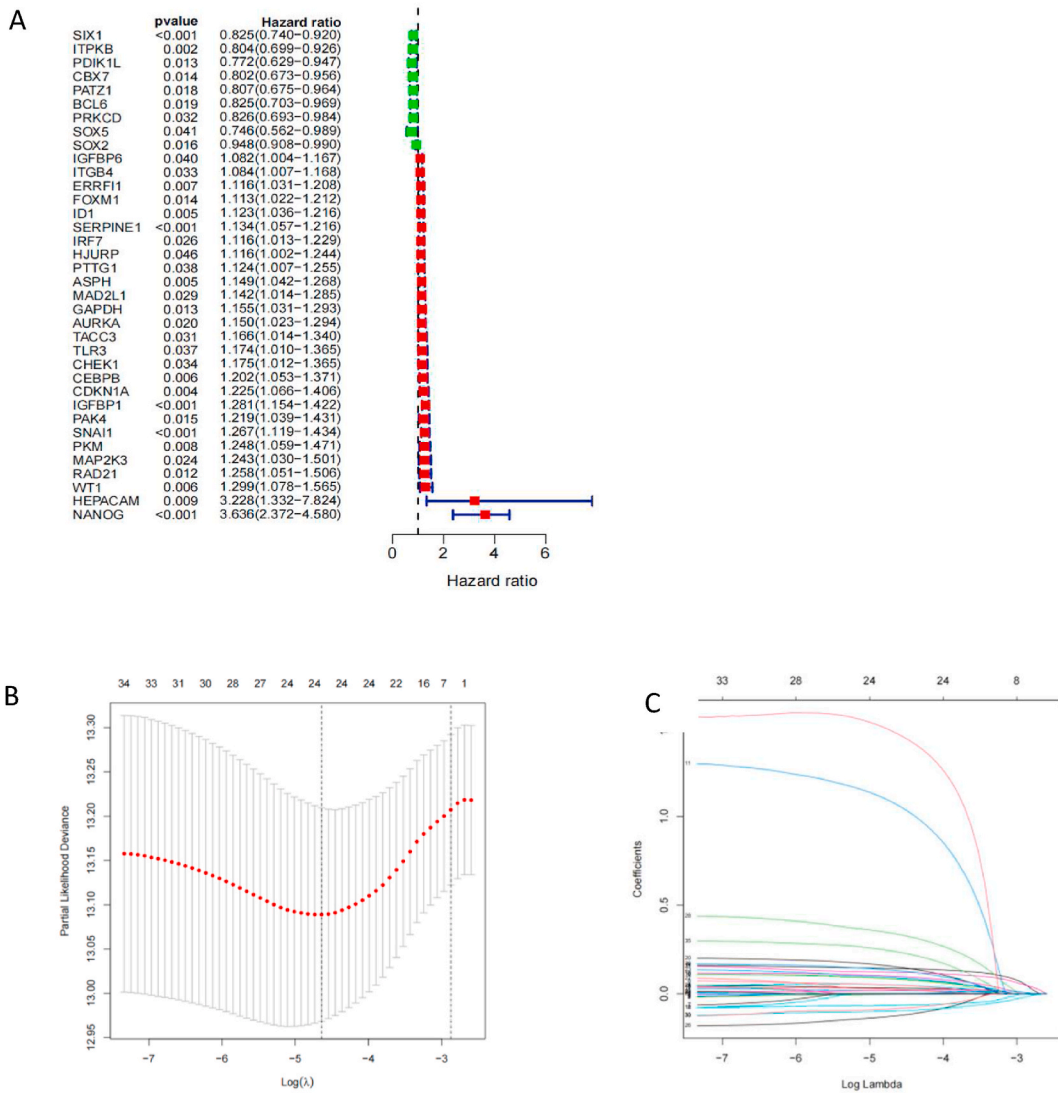 A
pvalue Hazard ratio
SIX1 <0.001 0.825(0.740−0.920)
ITPKB 0.002 0.804(0.699−0.926)
PDIK1L 0.013 0.772(0.629−0.947)
CBX7 0.014 0.802(0.673−0.956)
PATZ1 0.018 0.807(0.675−0.964)
BCL6 0.019 0.825(0.703−0.969)
PRKCD 0.032 0.826(0.693−0.984)
SOX5 0.041 0.746(0.562−0.989)
SOX2 0.016 0.948(0.908−0.990)
IGFBP6 0.040 1.082(1.004−1.167)
ITGB4 0.033 1.084(1.007−1.168)
ERRFI1 0.007 1.116(1.031−1.208)
FOXM1 0.014 1.113(1.022−1.212)
ID1 0.005 1.123(1.036−1.216)
SERPINE1 <0.001 1.134(1.057−1.216)
IRF7 0.026 1.116(1.013−1.229)
HJURP 0.046 1.116(1.002−1.244)
PTTG1 0.038 1.124(1.007−1.255)
ASPH 0.005 1.149(1.042−1.268)
MAD2L1 0.029 1.142(1.014−1.285)
GAPDH 0.013 1.155(1.031−1.293)
AURKA 0.020 1.150(1.023−1.294)
TACC3 0.031 1.166(1.014−1.340)
TLR3 0.037 1.174(1.010−1.365)
CHEK1 0.034 1.175(1.012−1.365)
CEBPB 0.006 1.202(1.053−1.371)
CDKN1A 0.004 1.225(1.066−1.406)
IGFBP1 <0.001 1.281(1.154−1.422)
PAK4 0.015 1.219(1.039−1.431)
SNAI1 <0.001 1.267(1.119−1.434)
PKM 0.008 1.248(1.059−1.471)
MAP2K3 0.024 1.243(1.030−1.501)
RAD21 0.012 1.258(1.051−1.506)
WT1 0.006 1.299(1.078−1.565)
HEPACAM 0.009 3.228(1.332−7.824)
NANOG <0.001 3.636(2.372−4.580)
0 2 4 6
Hazard ratio
B
34 33 31 30 28 27 24 24 24 24 22 16 7 1
13.30
13.25
13.20
13.15
13.10
13.05
13.00
12.95
Partial Likelihood Deviance
−7 −6 −5 −4 −3
Log(λ)
C
33 28 24 24 8
1.0
0.5
0.0
Coefficients
−7 −6 −5 −4 −3
Log Lambda